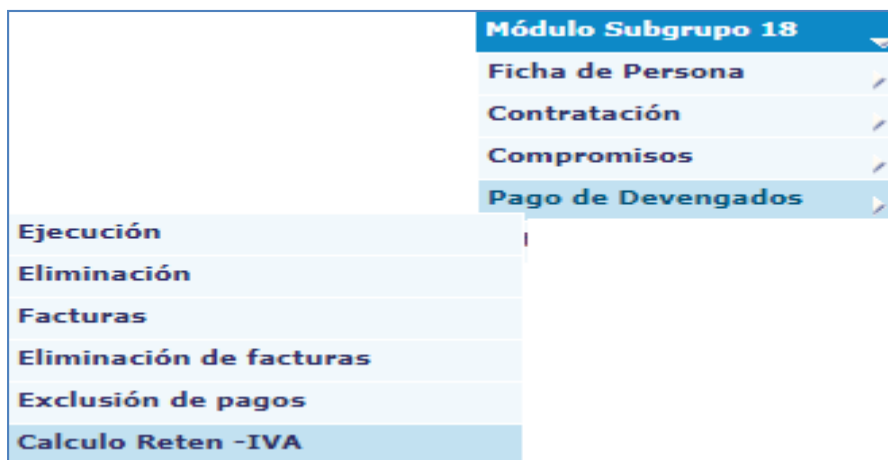 Módulo Subgrupo 18
Ficha de Persona
Contratación
Compromisos
Pago de Devengados
Ejecución
Eliminación
Facturas
Eliminación de facturas
Exclusión de pagos
Calculo Reten -IVA